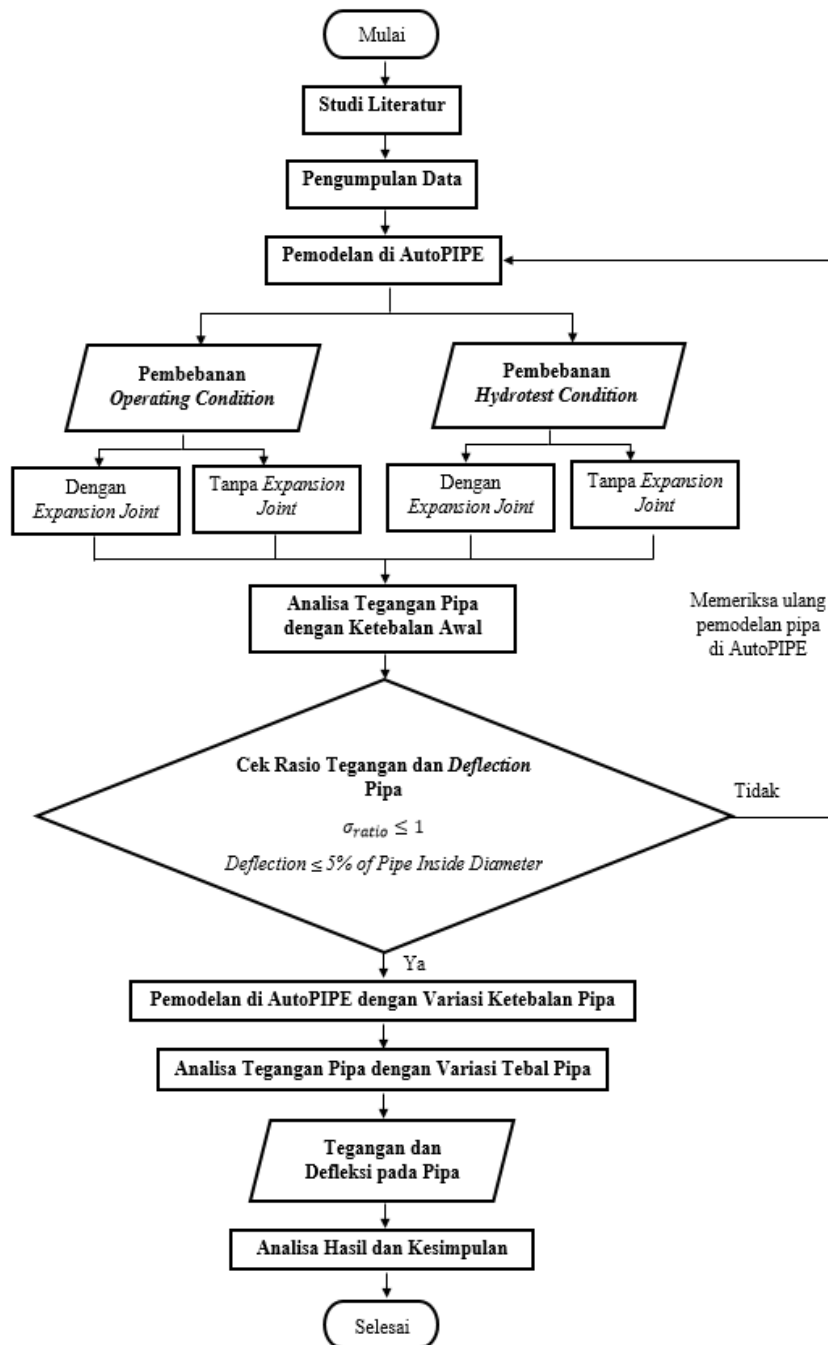 Mulai
Studi Literatur
Pengumpulan Data
Pemodelan di AutoPIPE
Pembebanan
Operating Condition
Pembebanan
Hydrotest Condition
Dengan
Expansion Joint
Tanpa Expansion
Joint
Dengan
Expansion Joint
Tanpa Expansion
Joint
Analisa Tegangan Pipa
dengan Ketebalan Awal
Memeriksa ulang
pemodelan pipa
di AutoPIPE
Cek Rasio Tegangan dan Deflection
Pipa
σratio ≤ 1
Deflection ≤ 5% of Pipe Inside Diameter
Tidak
Ya
Pemodelan di AutoPIPE dengan Variasi Ketebalan Pipa
Analisa Tegangan Pipa dengan Variasi Tebal Pipa
Tegangan dan
Defleksi pada Pipa
Analisa Hasil dan Kesimpulan
Selesai